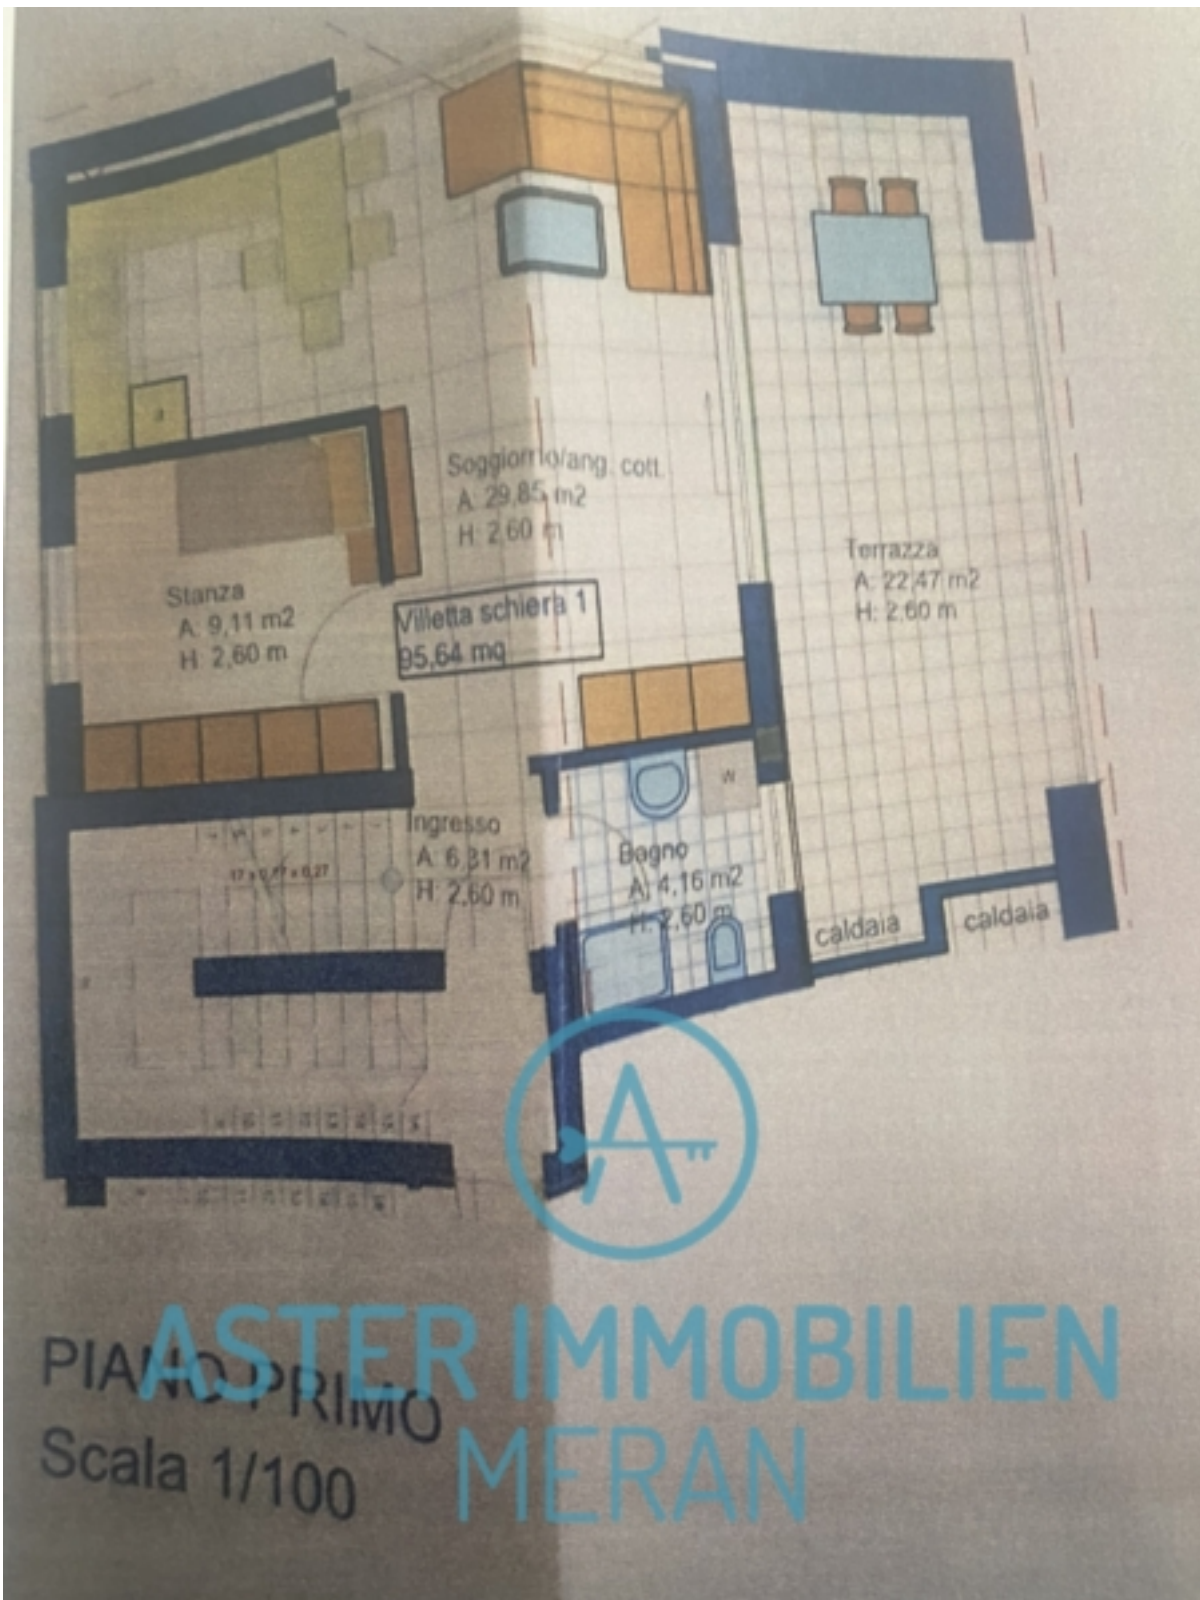 Soggiorno/ang. cott.
A: 29,85 m2
H: 2,60 m
Terrazza
A: 22,47 m2
H: 2,60 m
Stanza
A: 9,11 m2
H: 2,60 m
Villetta schiera 1
95,64 mq
W
Ingresso
A: 6,31 m2
H: 2,60 m
Bagno
A: 4,16 m2
H: 2,60 m
caldaia
caldaia
ASTER IMMOBILIEN
MERAN
PIANO PRIMO
Scala 1/100